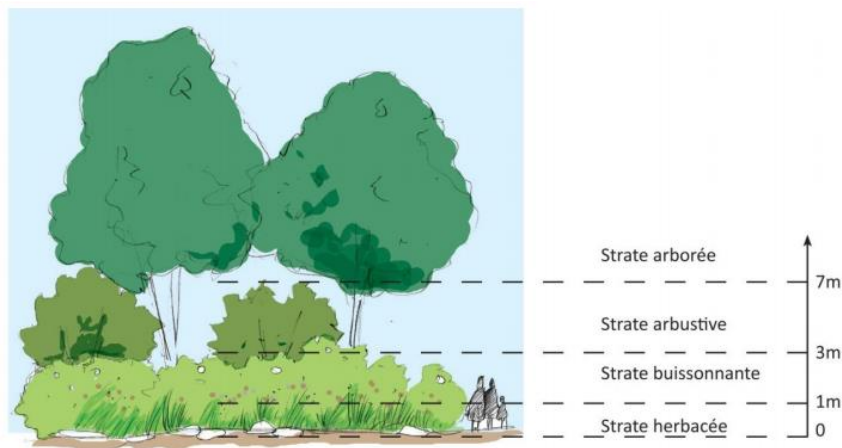 Strate arborée
7m
Strate arbustive
3m
Strate buissonnante
1m
Strate herbacée
0